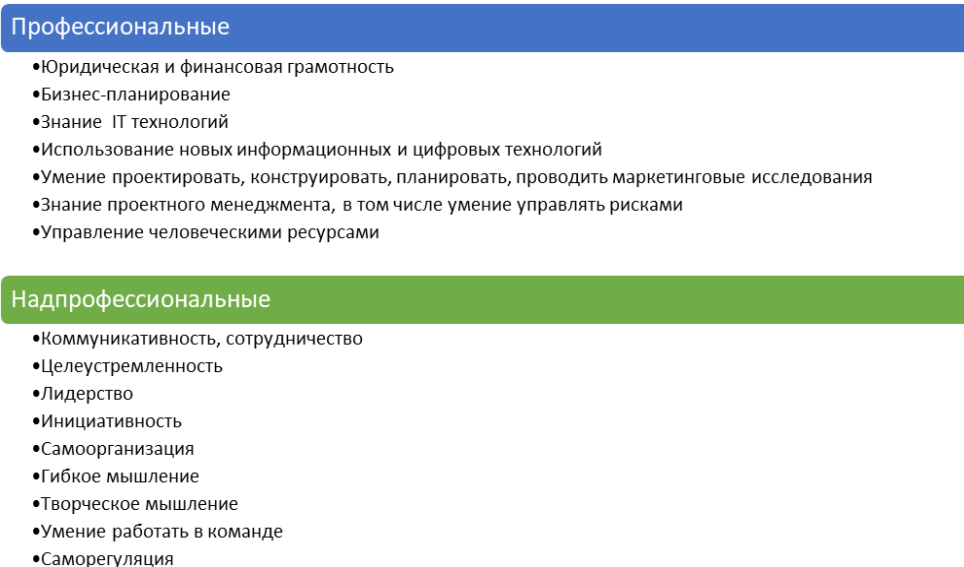 Профессиональные
•Юридическая и финансовая грамотность
•Бизнес-планирование
•Знание IT технологий
•Использование новых информационных и цифровых технологий
•Умение проектировать, конструировать, планировать, проводить маркетинговые исследования
•Знание проектного менеджмента, в том числе умение управлять рисками
•Управление человеческими ресурсами
Надпрофессиональные
•Коммуникативность, сотрудничество
•Целеустремленность
•Лидерство
•Инициативность
•Самоорганизация
•Гибкое мышление
•Творческое мышление
•Умение работать в команде
•Саморегуляция